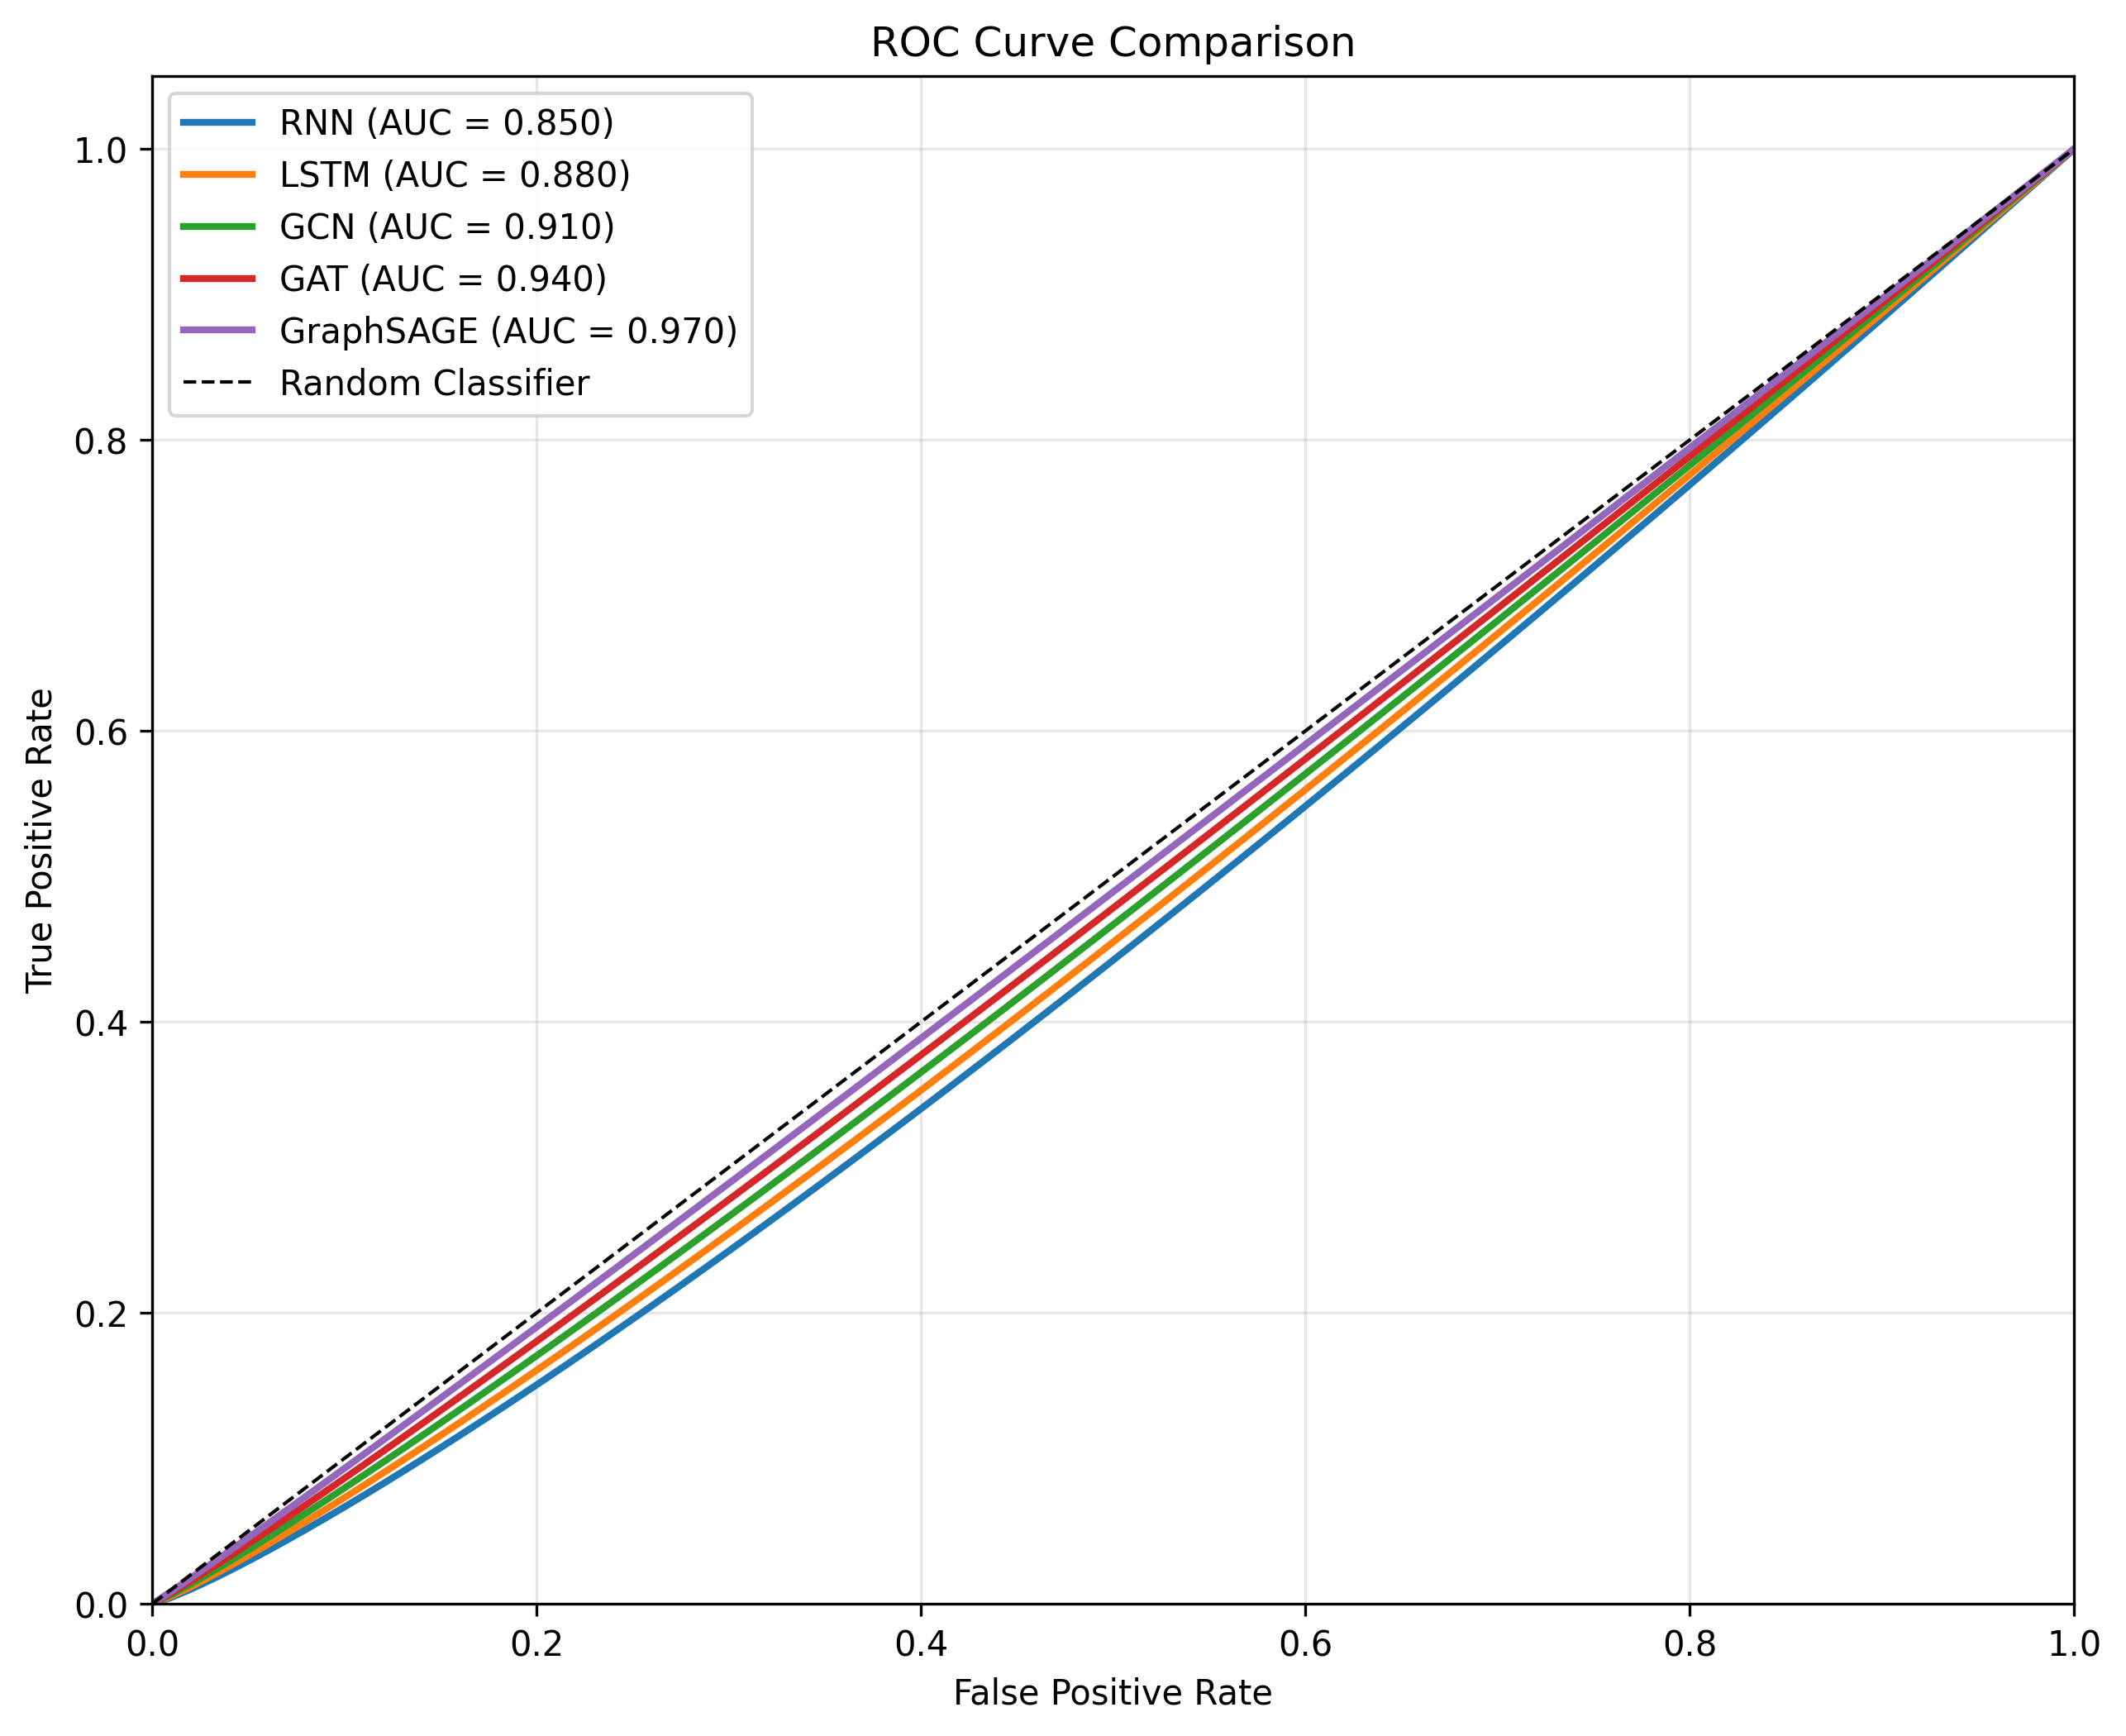 ROC Curve Comparison
RNN (AUC = 0.850)
LSTM (AUC = 0.880)
GCN (AUC = 0.910)
GAT (AUC = 0.940)
GraphSAGE (AUC = 0.970)
Random Classifier
True Positive Rate
1.0
0.8
0.6
0.4
0.2
0.0
0.0 0.2 0.4 0.6 0.8 1.0
False Positive Rate